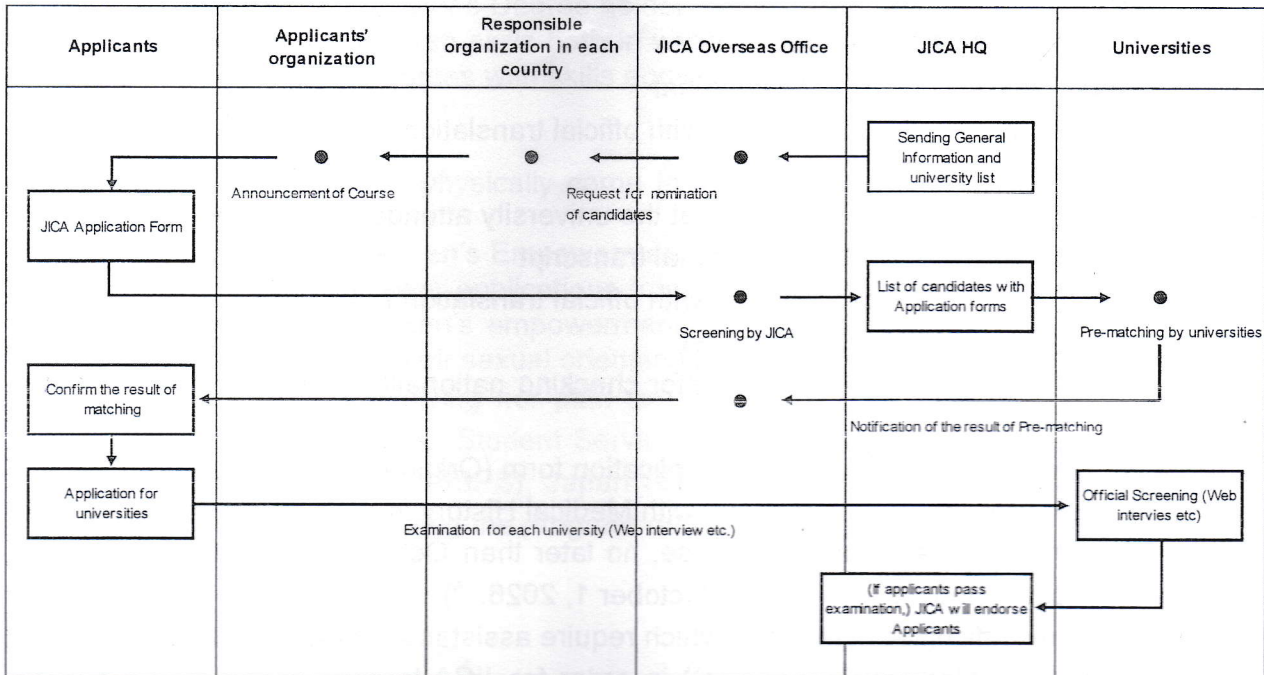 Applicants
Applicants'
organization
Responsible
organization in each
country
JICA Overseas Office
JICA HQ
Universities
Sending General
Information and
university list
Request for nomination
of candidates
Announcement of Course
JICA Application Form
Screening by JICA
List of candidates with
Application forms
Pre-matching by universities
Notification of the result of Pre-matching
Confirm the result of
matching
Application for
universities
Examination for each university (Web interview etc.)
Official Screening (Web
intervies etc)
(If applicants pass
examination,) JICA will endorse
Applicants